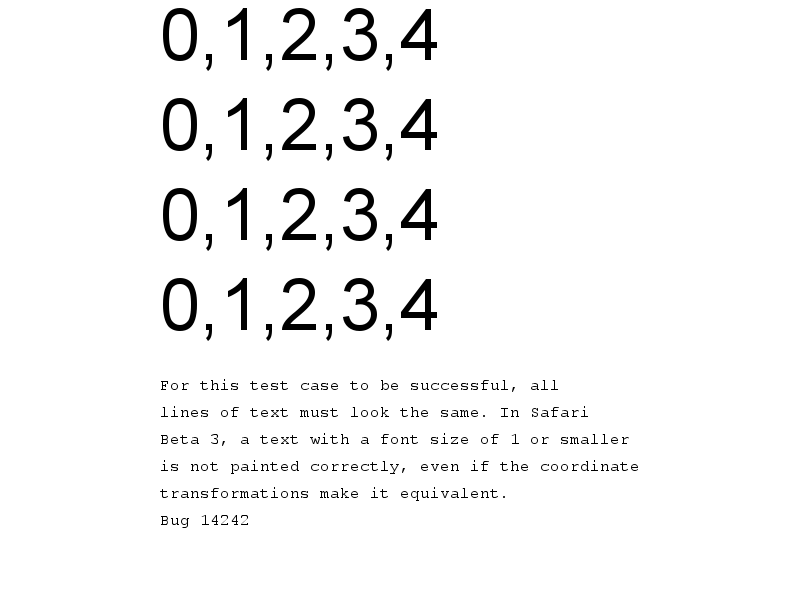 0,1,2,3,4
0,1,2,3,4
0,1,2,3,4
0,1,2,3,4
For this test case to be successful, all
lines of text must look the same. In Safari
Beta 3, a text with a font size of 1 or smaller
is not painted correctly, even if the coordinate
transformations make it equivalent.
Bug 14242